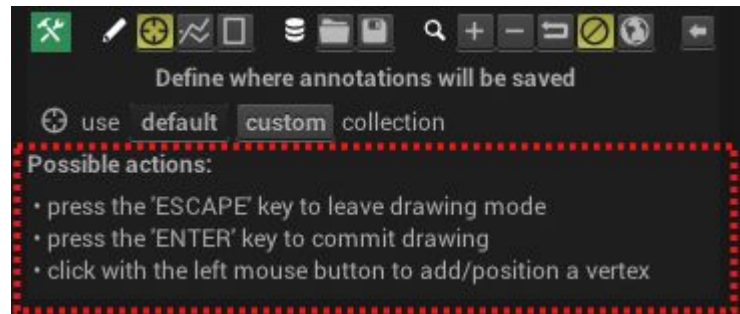 Define where annotations will be saved
use default custom collection
Possible actions:
• press the 'ESCAPE' key to leave drawing mode
• press the 'ENTER' key to commit drawing
• click with the left mouse button to add/position a vertex